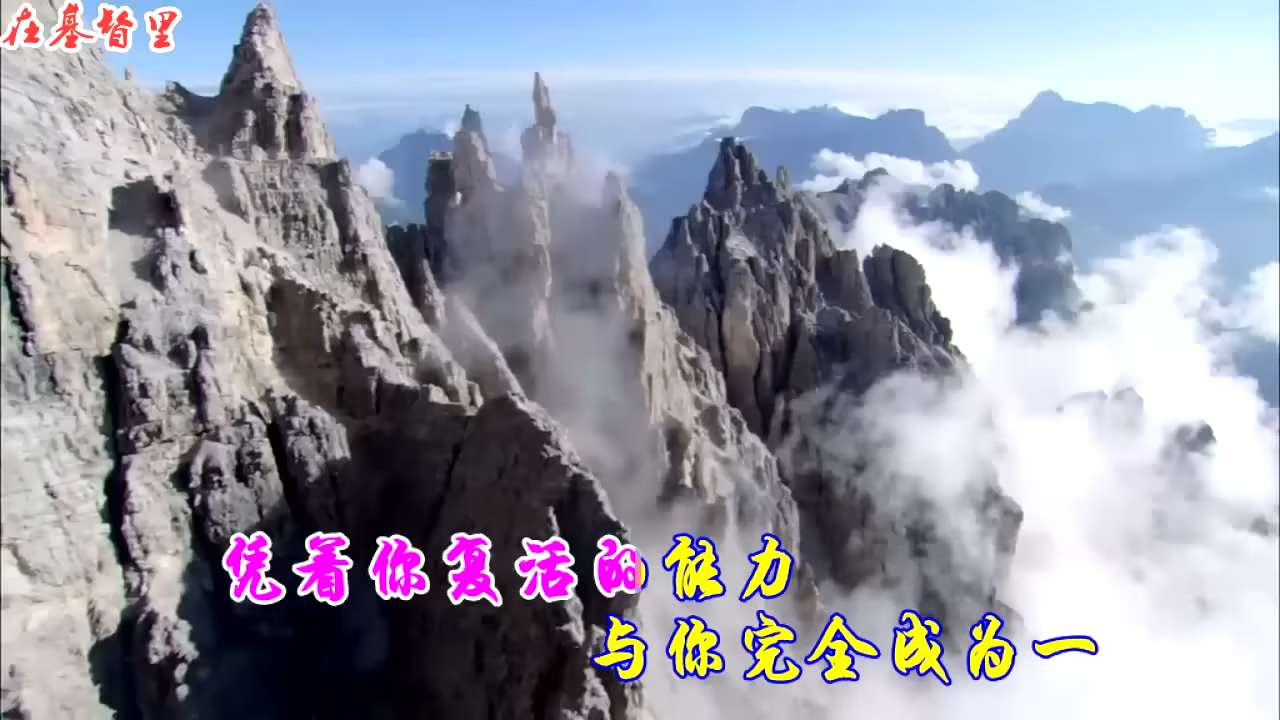 在基督里
凭着你复活的能力
与你完全成为一